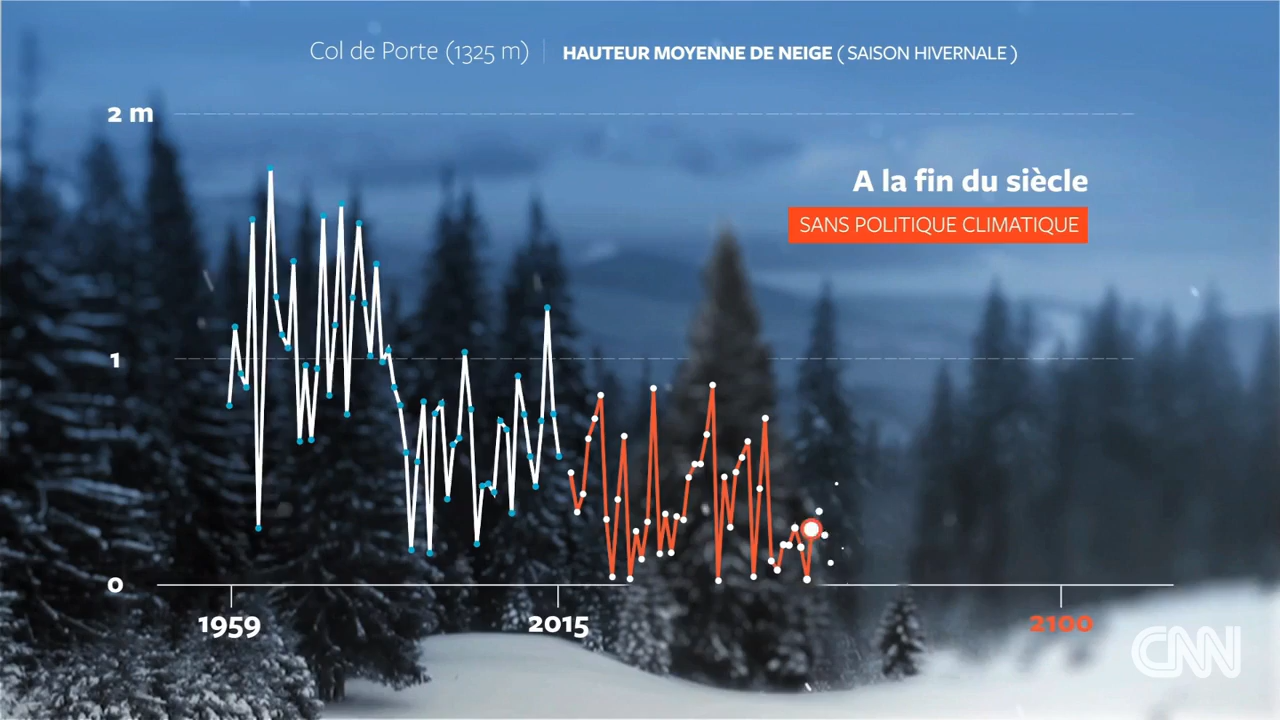 Col de Porte (1325 m) | HAUTEUR MOYENNE DE NEIGE ( SAISON HIVERNALE )
2 m
A la fin du siècle
SANS POLITIQUE CLIMATIQUE
1
0
1959 2015 2100
CNN